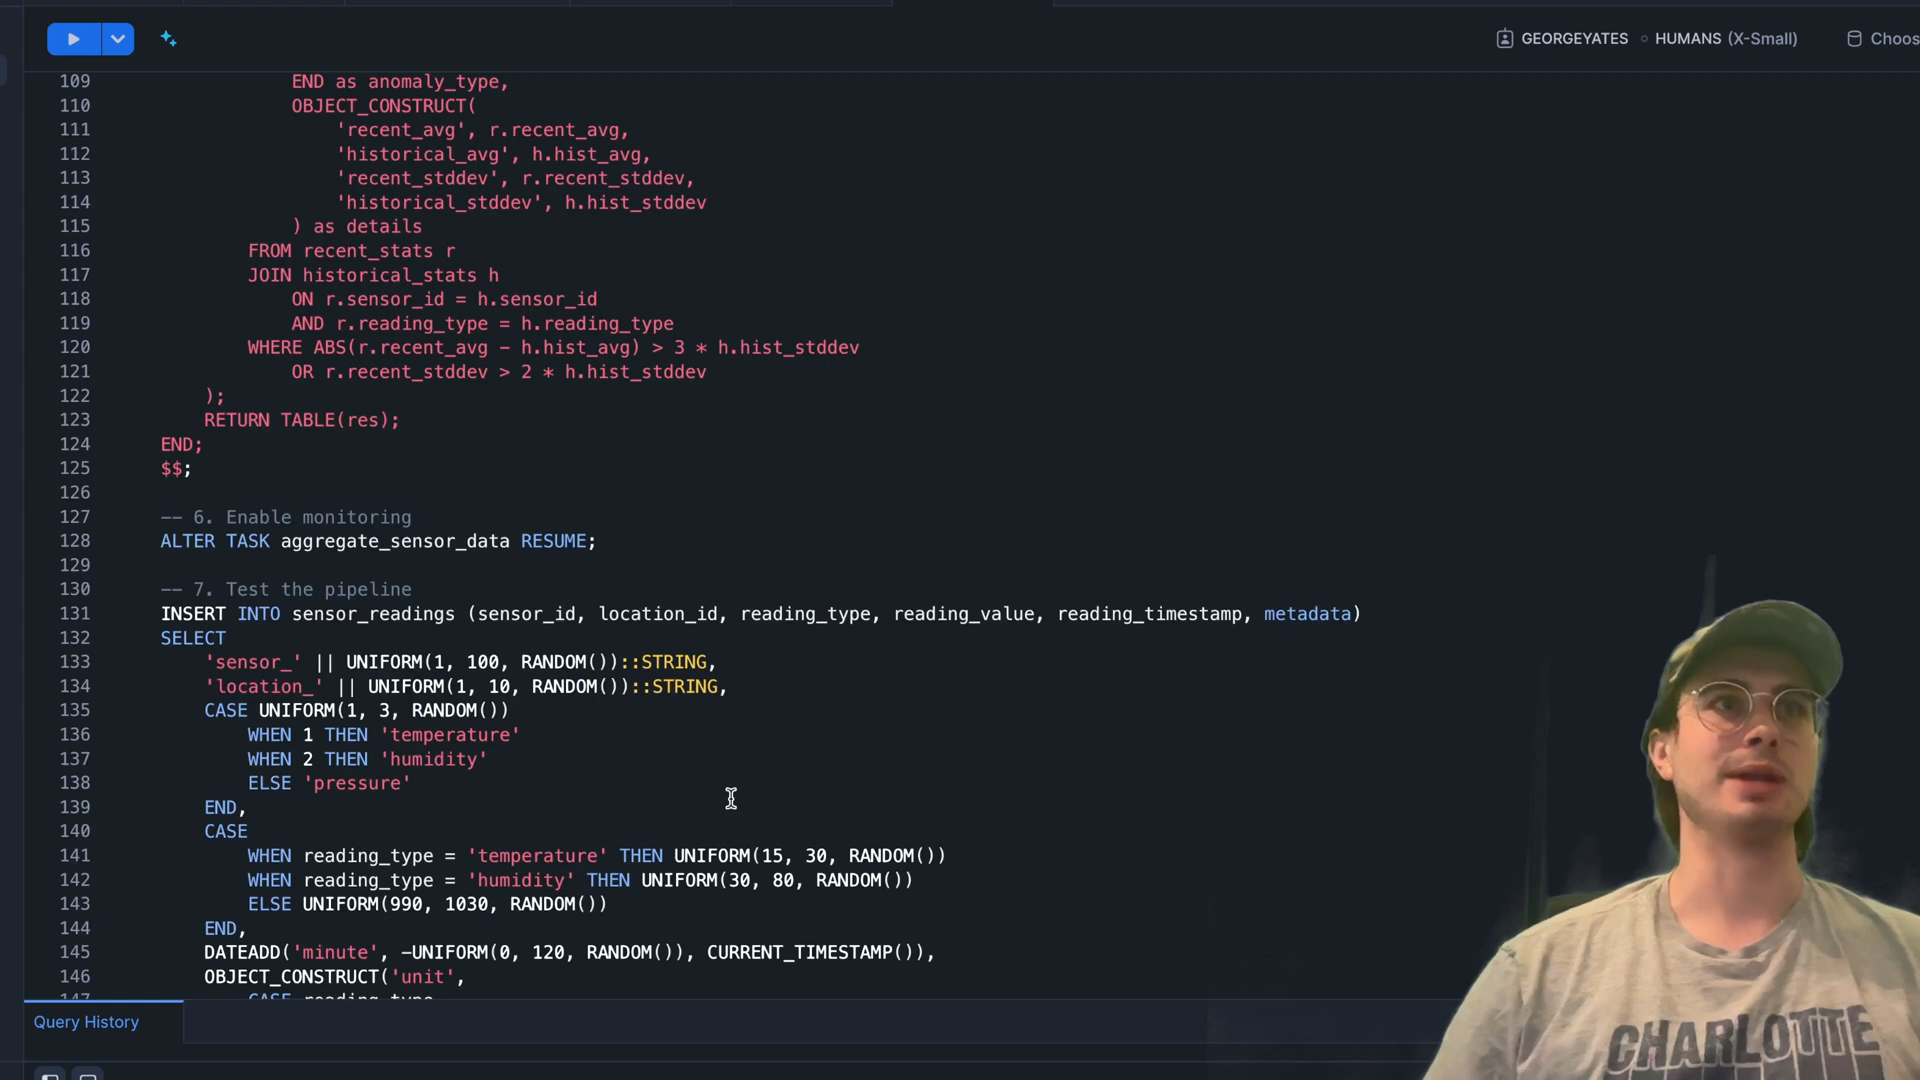 GEORGEYATES HUMANS (X-Small) Choos
109 END as anomaly_type,
110 OBJECT_CONSTRUCT(
111 'recent_avg', r.recent_avg,
112 'historical_avg', h.hist_avg,
113 'recent_stddev', r.recent_stddev,
114 'historical_stddev', h.hist_stddev
115 ) as details
116 FROM recent_stats r
117 JOIN historical_stats h
118 ON r.sensor_id = h.sensor_id
119 AND r.reading_type = h.reading_type
120 WHERE ABS(r.recent_avg - h.hist_avg) > 3 * h.hist_stddev
121 OR r.recent_stddev > 2 * h.hist_stddev
122 );
123 RETURN TABLE(res);
124 END;
125 $$;
126
127 -- 6. Enable monitoring
128 ALTER TASK aggregate_sensor_data RESUME;
129
130 -- 7. Test the pipeline
131 INSERT INTO sensor_readings (sensor_id, location_id, reading_type, reading_value, reading_timestamp, metadata)
132 SELECT
133 'sensor_' || UNIFORM(1, 100, RANDOM())::STRING,
134 'location_' || UNIFORM(1, 10, RANDOM())::STRING,
135 CASE UNIFORM(1, 3, RANDOM())
136 WHEN 1 THEN 'temperature'
137 WHEN 2 THEN 'humidity'
138 ELSE 'pressure'
139 END,
140 CASE
141 WHEN reading_type = 'temperature' THEN UNIFORM(15, 30, RANDOM())
142 WHEN reading_type = 'humidity' THEN UNIFORM(30, 80, RANDOM())
143 ELSE UNIFORM(990, 1030, RANDOM())
144 END,
145 DATEADD('minute', -UNIFORM(0, 120, RANDOM()), CURRENT_TIMESTAMP()),
146 OBJECT_CONSTRUCT('unit',
147 CASE reading_type
Query History
CHARLOTTE